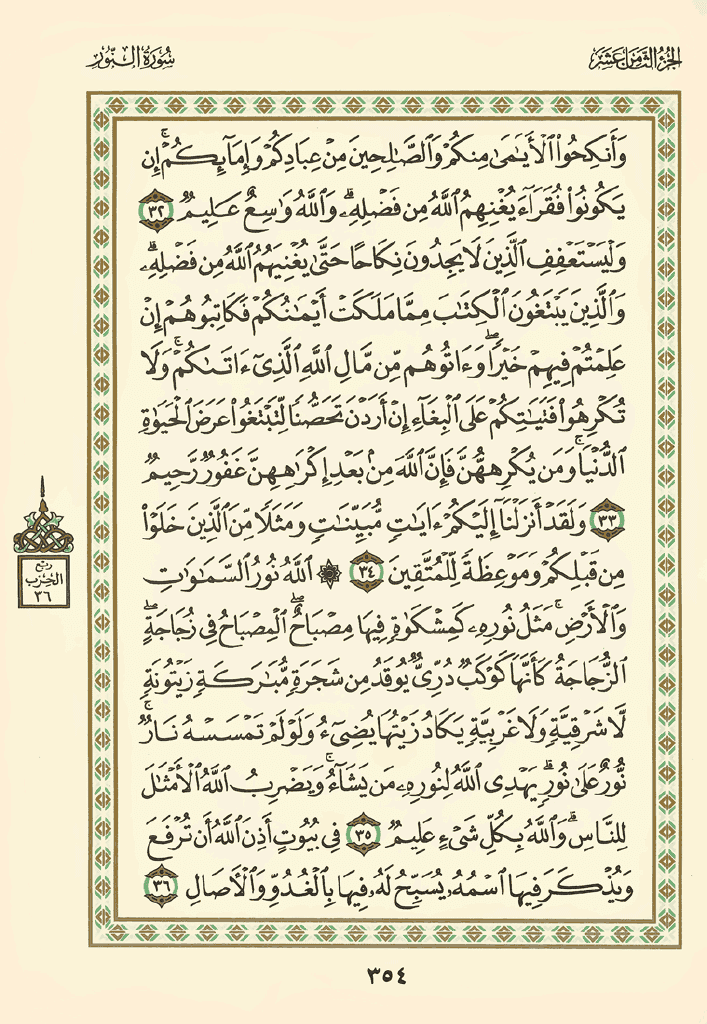 الجزء الثامن عشر
سورة النور
وَأَنكِحُوا۟ ٱلْأَيَـٰمَىٰ مِنكُمْ وَٱلصَّـٰلِحِينَ مِنْ عِبَادِكُمْ وَإِمَآئِكُمْ ۚ إِن
يَكُونُوا۟ فُقَرَآءَ يُغْنِهِمُ ٱللَّهُ مِن فَضْلِهِۦ ۗ وَٱللَّهُ وَٰسِعٌ عَلِيمٌ ٣٢
وَلْيَسْتَعْفِفِ ٱلَّذِينَ لَا يَجِدُونَ نِكَاحًا حَتَّىٰ يُغْنِيَهُمُ ٱللَّهُ مِن فَضْلِهِۦ ۗ
وَٱلَّذِينَ يَبْتَغُونَ ٱلْكِتَـٰبَ مِمَّا مَلَكَتْ أَيْمَـٰنُكُمْ فَكَاتِبُوهُمْ إِنْ
عَلِمْتُمْ فِيهِمْ خَيْرًا ۖ وَءَاتُوهُم مِّن مَّالِ ٱللَّهِ ٱلَّذِىٓ ءَاتَىٰكُمْ ۚ وَلَا
تُكْرِهُوا۟ فَتَيَـٰتِكُمْ عَلَى ٱلْبِغَآءِ إِنْ أَرَدْنَ تَحَصُّنًا لِّتَبْتَغُوا۟ عَرَضَ ٱلْحَيَوٰةِ
ٱلدُّنْيَا ۚ وَمَن يُكْرِههُّنَّ فَإِنَّ ٱللَّهَ مِنۢ بَعْدِ إِكْرَٰهِهِنَّ غَفُورٌ رَّحِيمٌ
٣٣ وَلَقَدْ أَنزَلْنَآ إِلَيْكُمْ ءَايَـٰتٍ مُّبَيِّنَـٰتٍ وَمَثَلًا مِّنَ ٱلَّذِينَ خَلَوْا۟
مِن قَبْلِكُمْ وَمَوْعِظَةً لِّلْمُتَّقِينَ ٣٤ ۞ ٱللَّهُ نُورُ ٱلسَّمَـٰوَٰتِ
وَٱلْأَرْضِ ۚ مَثَلُ نُورِهِۦ كَمِشْكَوٰةٍ فِيهَا مِصْبَاحٌ ۖ ٱلْمِصْبَاحُ فِى زُجَاجَةٍ ۖ
ٱلزُّجَاجَةُ كَأَنَّهَا كَوْكَبٌ دُرِّىٌّ يُوقَدُ مِن شَجَرَةٍ مُّبَـٰرَكَةٍ زَيْتُونَةٍ
لَّا شَرْقِيَّةٍ وَلَا غَرْبِيَّةٍ يَكَادُ زَيْتُهَا يُضِىٓءُ وَلَوْ لَمْ تَمْسَسْهُ نَارٌ ۚ
نُّورٌ عَلَىٰ نُورٍ ۗ يَهْدِى ٱللَّهُ لِنُورِهِۦ مَن يَشَآءُ ۚ وَيَضْرِبُ ٱللَّهُ ٱلْأَمْثَـٰلَ
لِلنَّاسِ ۗ وَٱللَّهُ بِكُلِّ شَىْءٍ عَلِيمٌ ٣٥ فِى بُيُوتٍ أَذِنَ ٱللَّهُ أَن تُرْفَعَ
وَيُذْكَرَ فِيهَا ٱسْمُهُۥ يُسَبِّحُ لَهُۥ فِيهَا بِٱلْغُدُوِّ وَٱلْـَٔاصَالِ ٣٦
ربع
الحزب
٣٦
٣٥٤